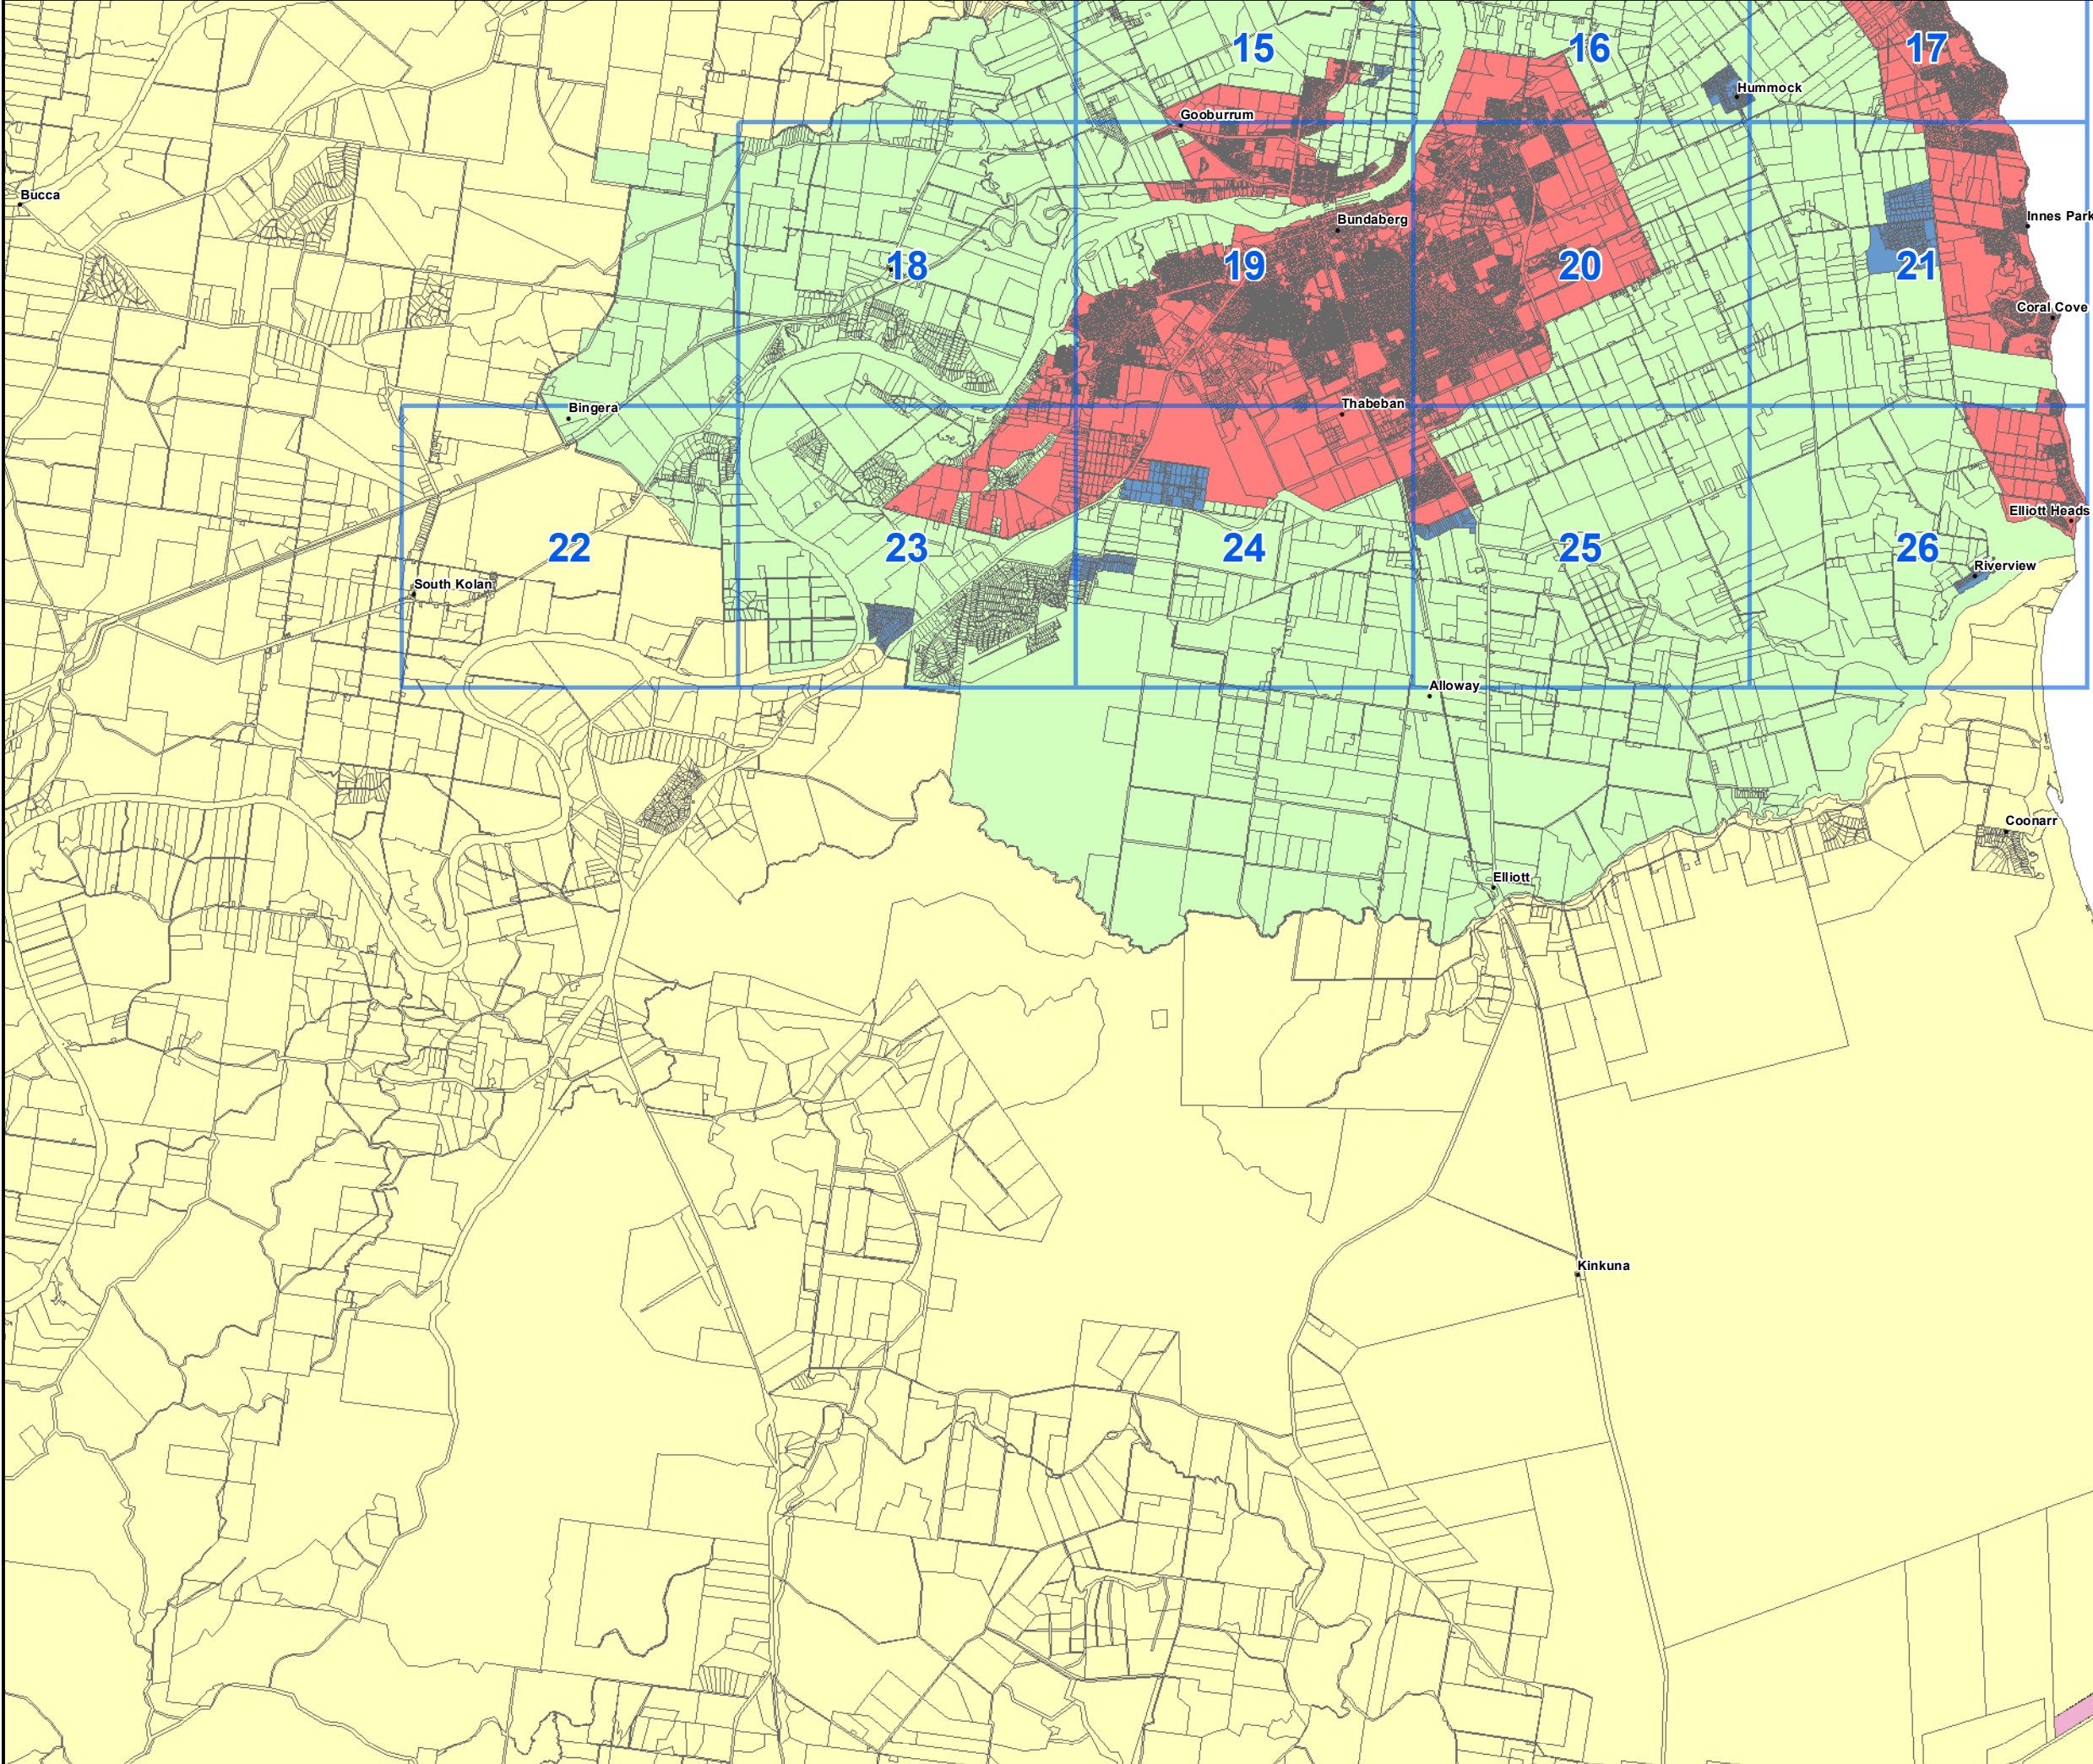 15
16
17
Hummock
Gooburrum
Bucca
Innes Park
Bundaberg
18
19
20
21
Coral Cove
Bingera
Thabeban
Elliott Heads
22
23
24
25
26
Riverview
South Kolan
Alloway
Coonarr
Elliott
Kinkuna